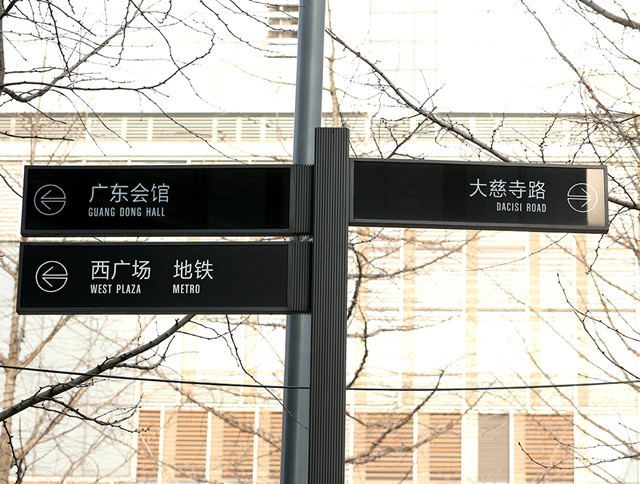 广东会馆
GUANG DONG HALL
西广场 地铁
WEST PLAZA METRO
大慈寺路
DACISI ROAD